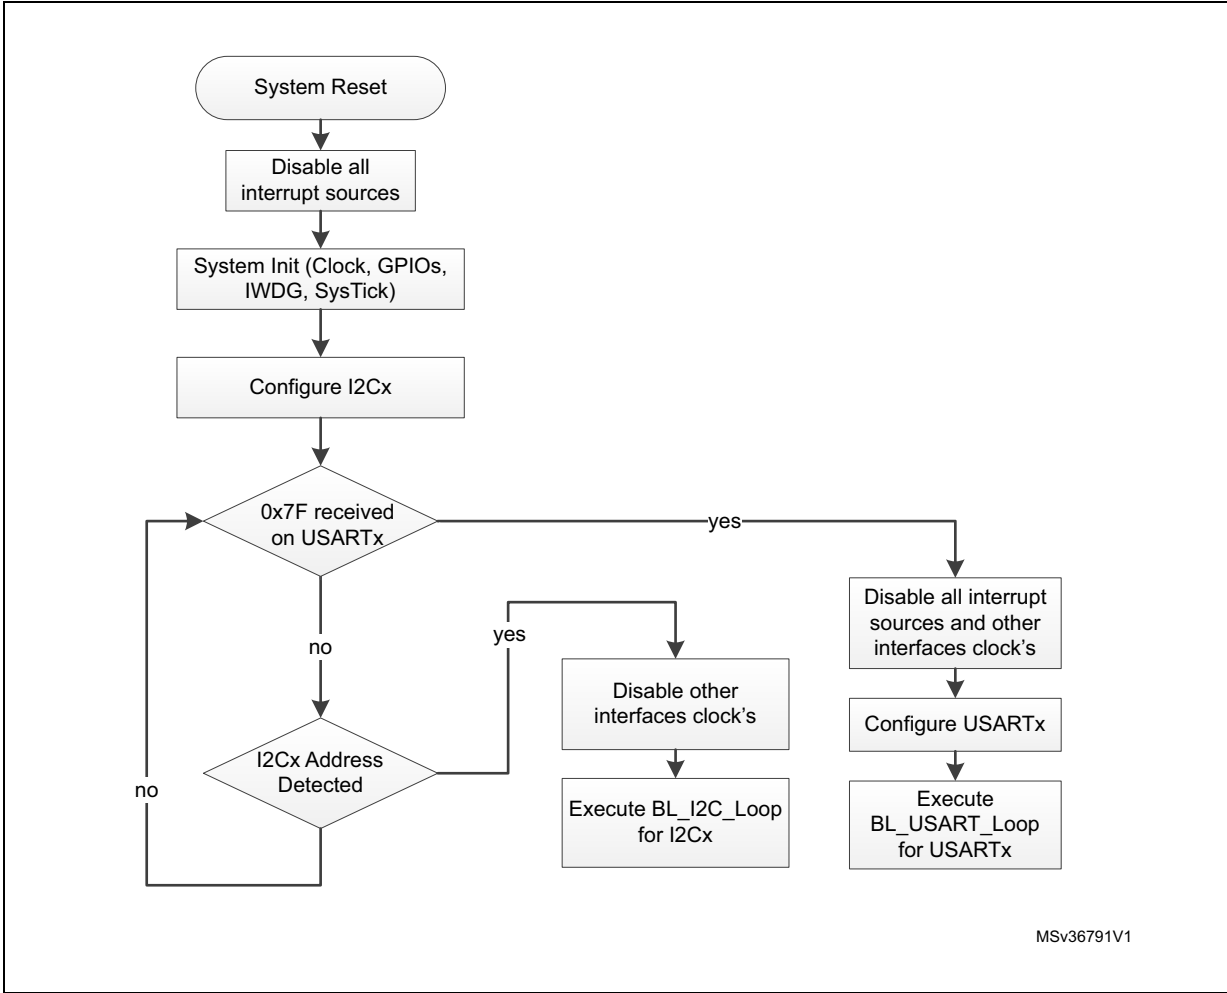 System Reset
Disable all
interrupt sources
System Init (Clock, GPIOs,
IWDG, SysTick)
Configure I2Cx
0x7F received
on USARTx
yes
no
Disable all interrupt
sources and other
interfaces clock's
yes
Disable other
interfaces clock's
Configure USARTx
I2Cx Address
Detected
no
Execute BL_I2C_Loop
for I2Cx
Execute
BL_USART_Loop
for USARTx
MSv36791V1